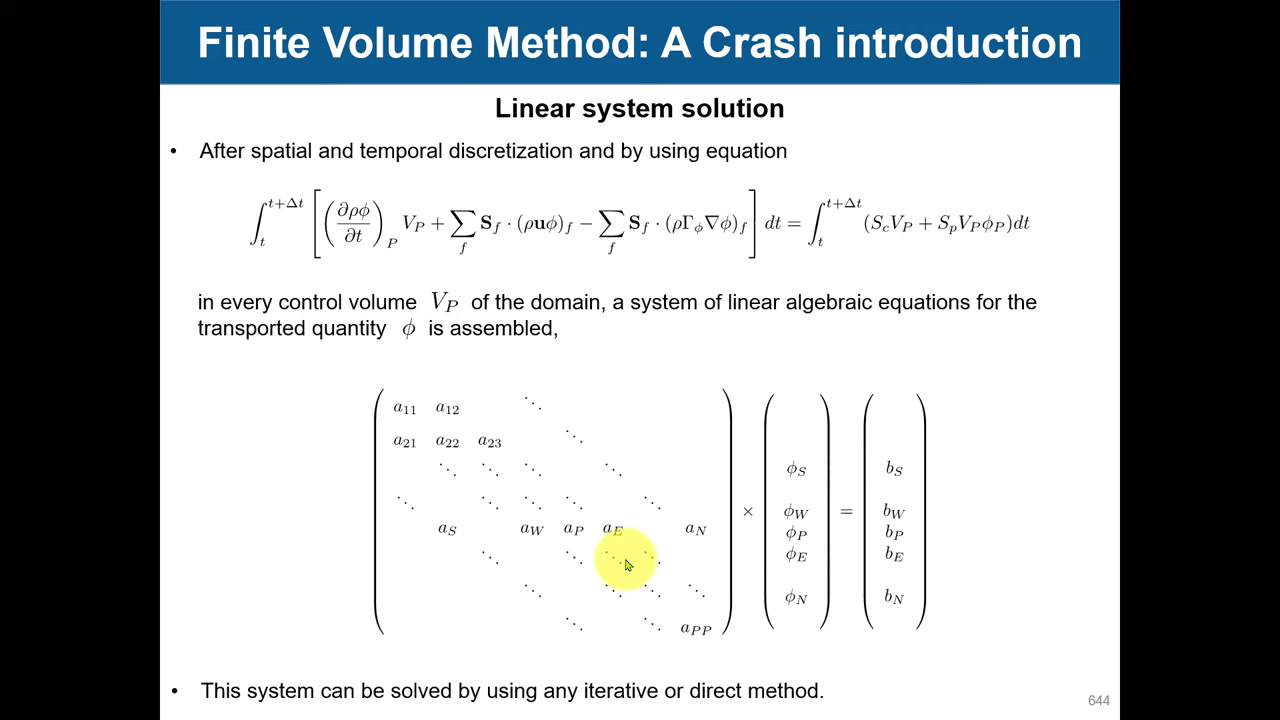 Finite Volume Method: A Crash introduction
Linear system solution
• After spatial and temporal discretization and by using equation
∫_t^{t+Δt} [ (∂ρϕ/∂t)_P V_P + ∑_f S_f · (ρuϕ)_f − ∑_f S_f · (ρΓ_ϕ∇ϕ)_f ] dt = ∫_t^{t+Δt} (S_c V_P + S_p V_P ϕ_P) dt
in every control volume V_P of the domain, a system of linear algebraic equations for the
transported quantity ϕ is assembled,
a_11 a_12 ⋱
a_21 a_22 a_23 ⋱
⋱ ⋱ ⋱ ⋱ ϕ_S b_S
⋱ ⋱ ⋱ ⋱ ⋱ × ϕ_W = b_W
a_S a_W a_P a_E a_N ϕ_P b_P
⋱ ⋱ ⋱ ⋱ ϕ_E b_E
⋱ ⋱ ⋱ ⋱ ϕ_N b_N
⋱ ⋱ a_PP
• This system can be solved by using any iterative or direct method.
644